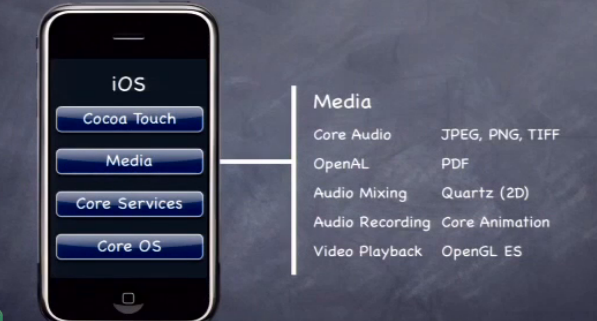 iOS
Cocoa Touch
Media
Core Services
Core OS
Media
Core Audio JPEG, PNG, TIFF
OpenAL PDF
Audio Mixing Quartz (2D)
Audio Recording Core Animation
Video Playback OpenGL ES